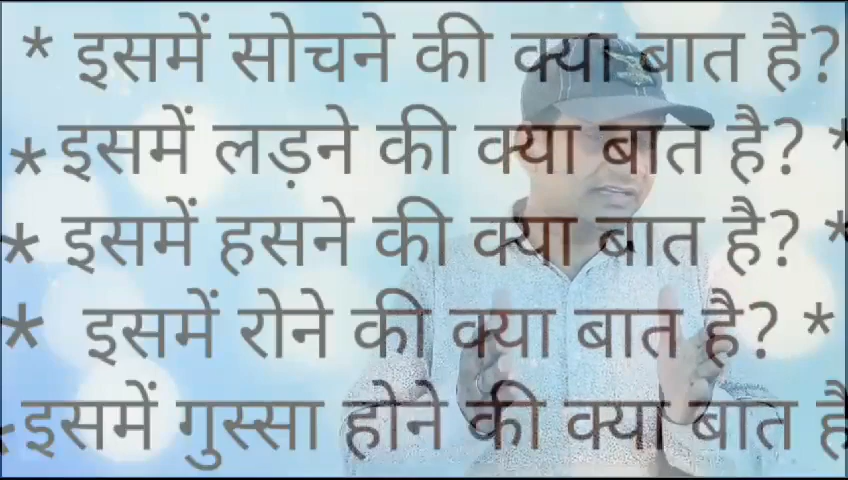 * इसमें सोचने की क्या बात है?
* इसमें लड़ने की क्या बात है? *
* इसमें हसने की क्या बात है? *
* इसमें रोने की क्या बात है? *
*इसमें गुस्सा होने की क्या बात है